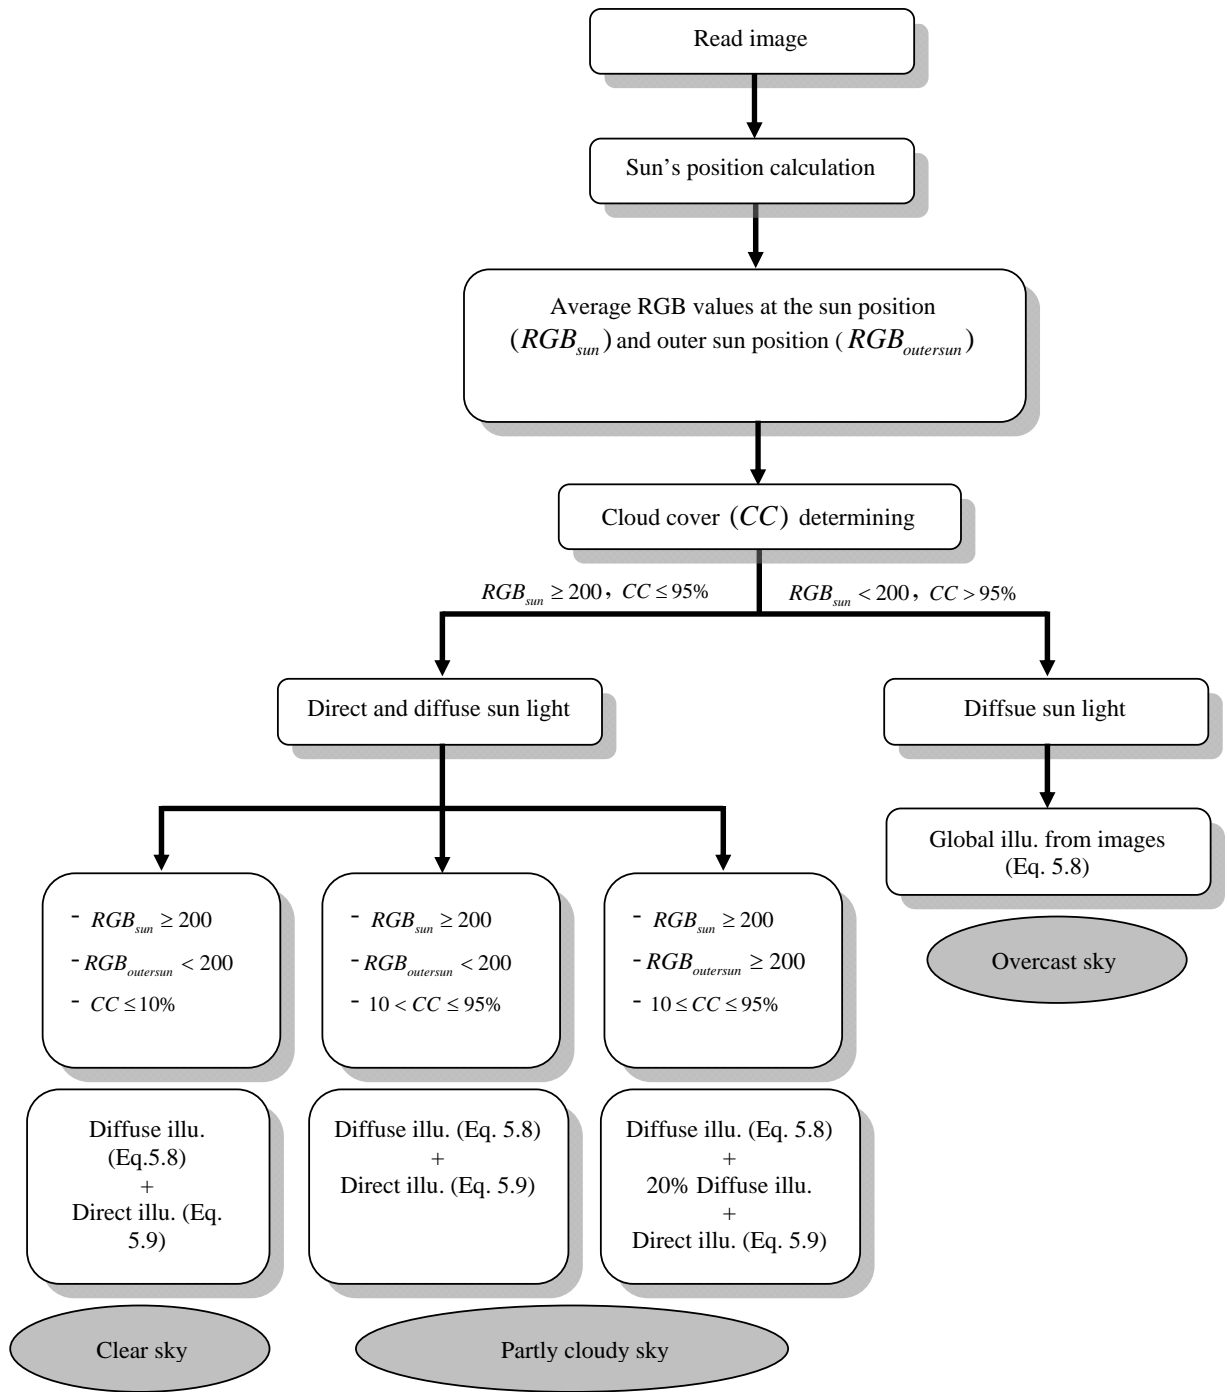 Read image
Sun's position calculation
Average RGB values at the sun position
(RGB_sun) and outer sun position (RGB_outersun)
Cloud cover (CC) determining
RGB_sun ≥ 200, CC ≤ 95%
RGB_sun < 200, CC > 95%
Direct and diffuse sun light
Diffsue sun light
Global illu. from images
(Eq. 5.8)
Overcast sky
- RGB_sun ≥ 200
- RGB_outersun < 200
- CC ≤ 10%
- RGB_sun ≥ 200
- RGB_outersun < 200
- 10 < CC ≤ 95%
- RGB_sun ≥ 200
- RGB_outersun ≥ 200
- 10 ≤ CC ≤ 95%
Diffuse illu.
(Eq.5.8)
+
Direct illu. (Eq.
5.9)
Diffuse illu. (Eq. 5.8)
+
Direct illu. (Eq. 5.9)
Diffuse illu. (Eq. 5.8)
+
20% Diffuse illu.
+
Direct illu. (Eq. 5.9)
Clear sky
Partly cloudy sky